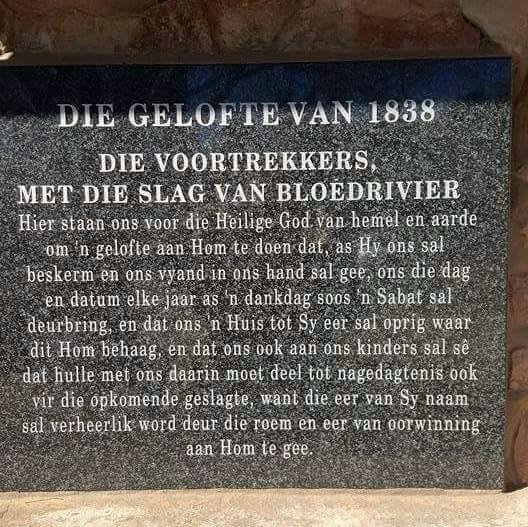 DIE GELOFTE VAN 1838
DIE VOORTREKKERS,
MET DIE SLAG VAN BLOEDRIVIER
Hier staan ons voor die Heilige God van hemel en aarde
om 'n gelofte aan Hom te doen dat, as Hy ons sal
beskerm en ons vyand in ons hand sal gee, ons die dag
en datum elke jaar as 'n dankdag soos 'n Sabat sal
deurbring, en dat ons 'n Huis tot Sy eer sal oprig waar
dit Hom behaag, en dat ons ook aan ons kinders sal sê
dat hulle met ons daarin moet deel tot nagedagtenis ook
vir die opkomende geslagte, want die eer van Sy naam
sal verheerlik word deur die roem en eer van oorwinning
aan Hom te gee.